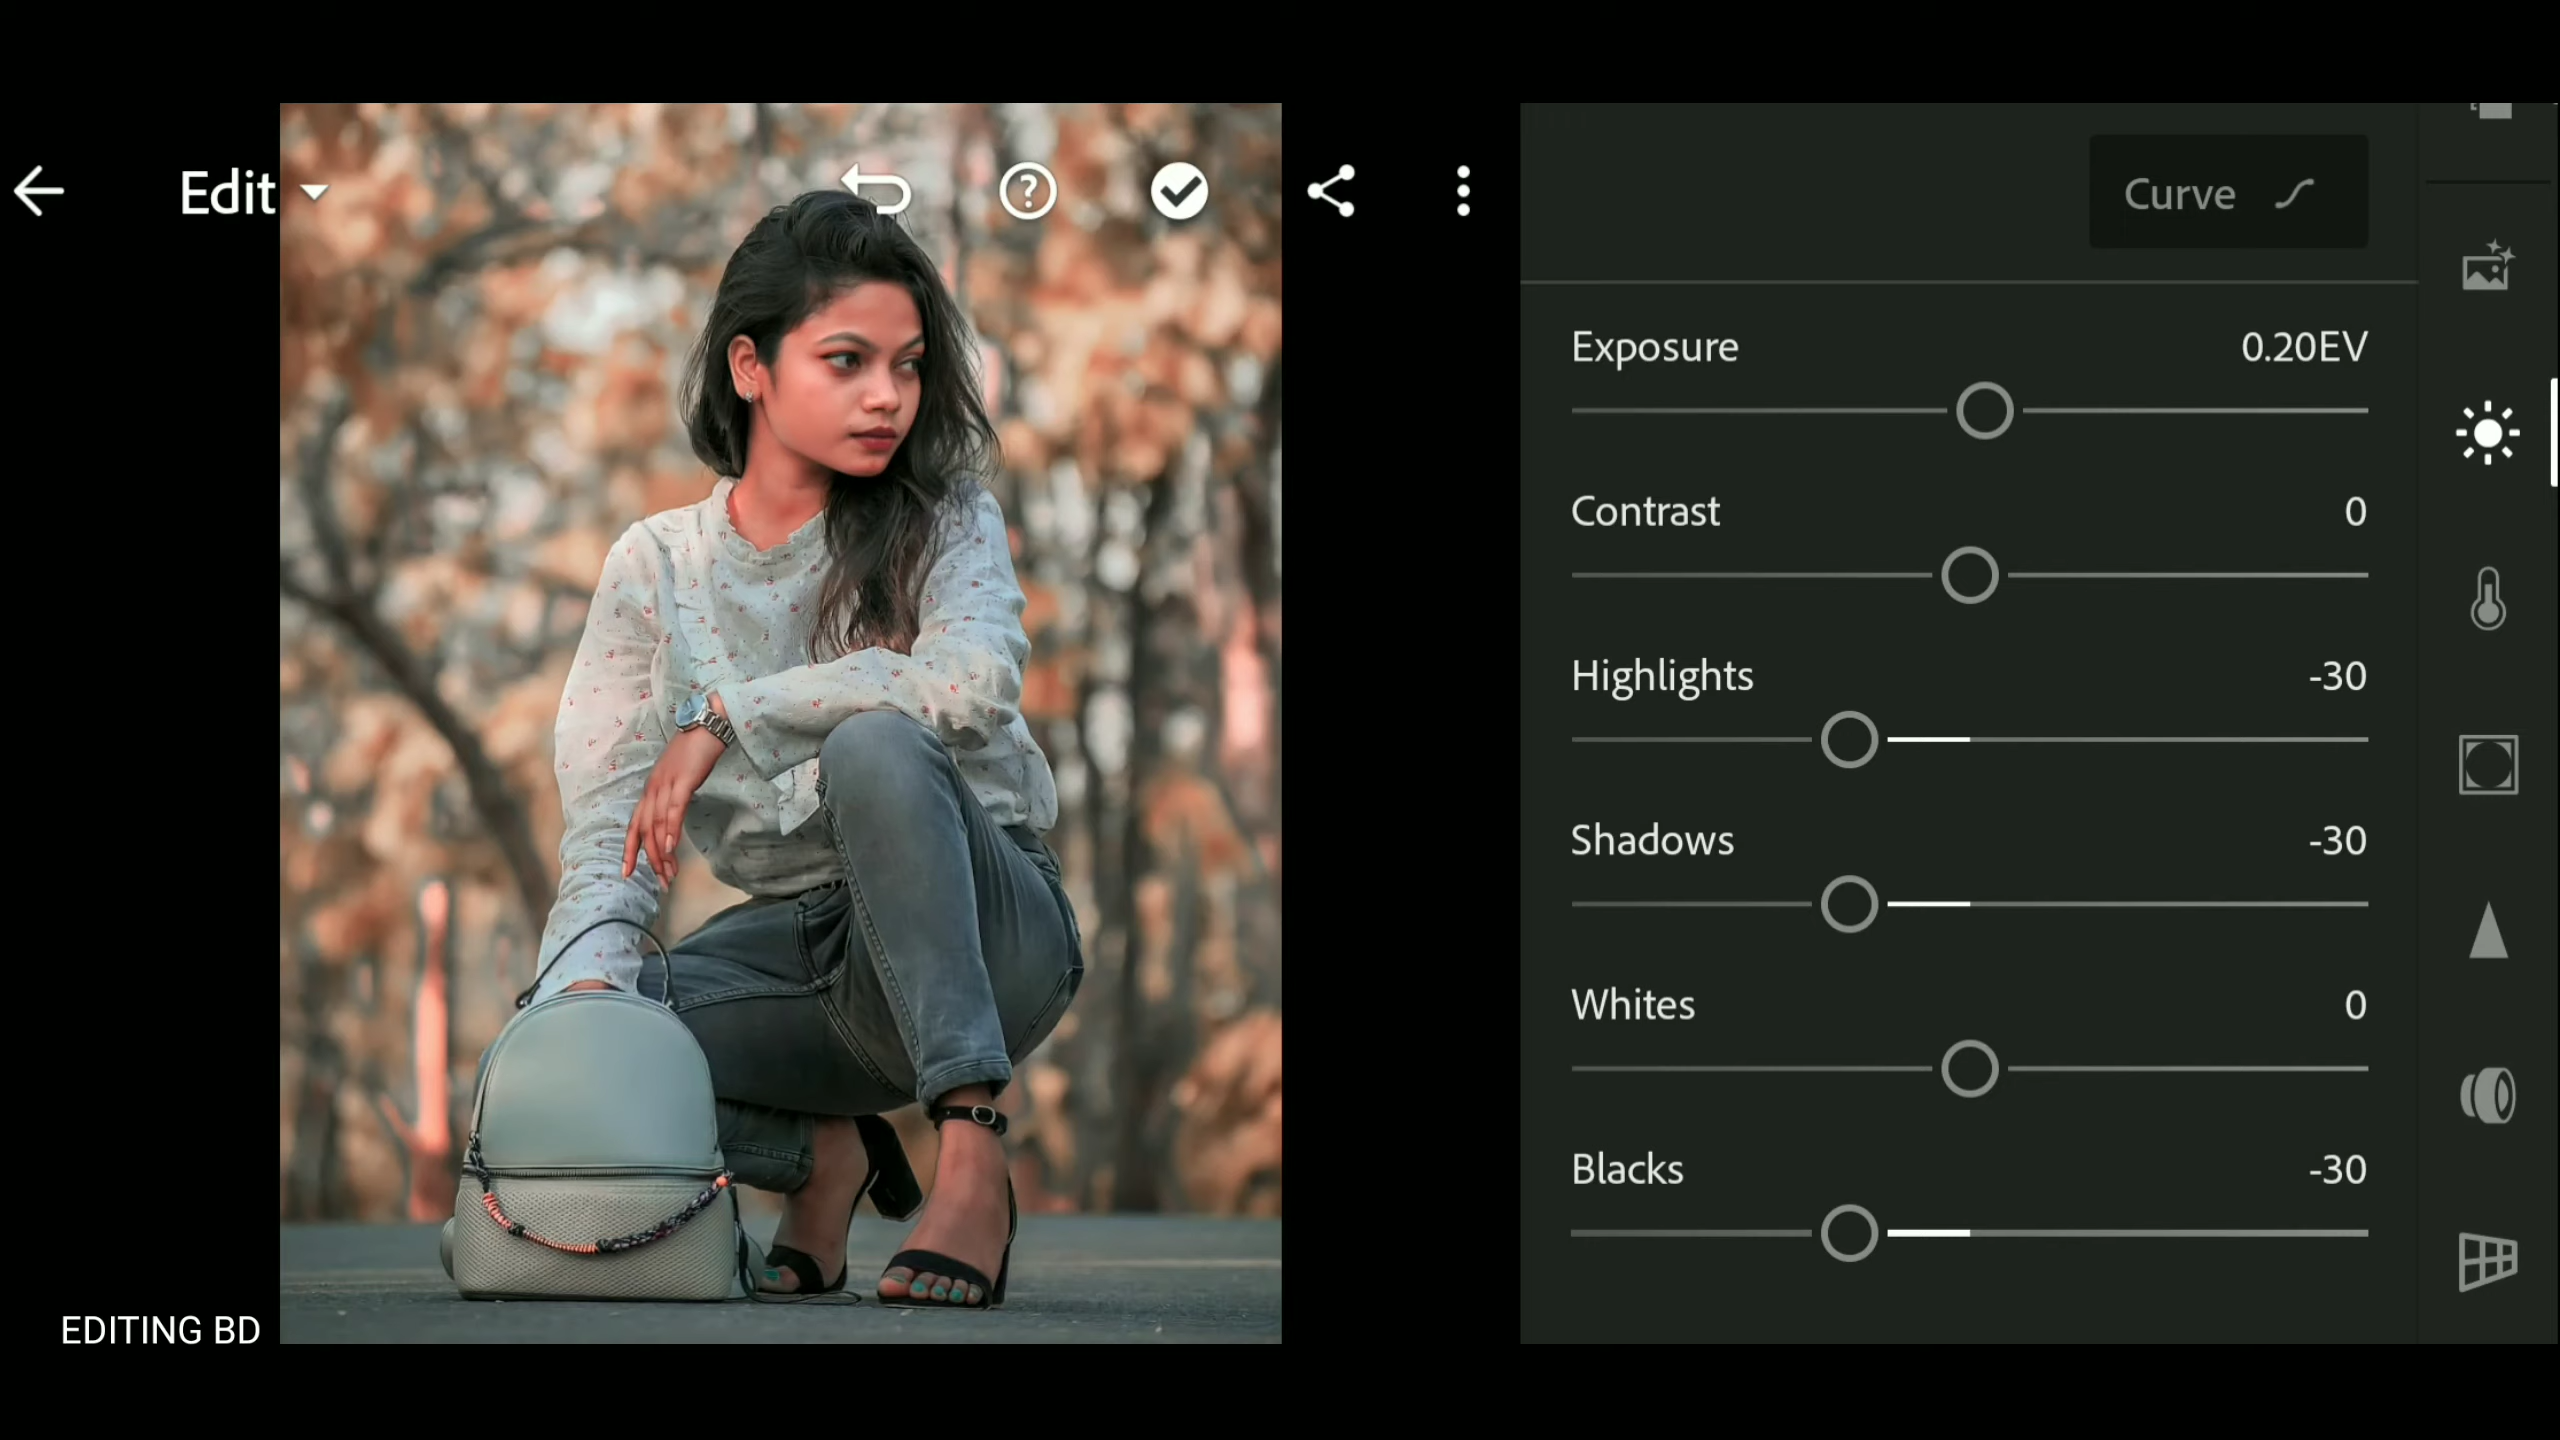 Edit
Curve
Exposure 0.20EV
Contrast 0
Highlights -30
Shadows -30
Whites 0
Blacks -30
EDITING BD